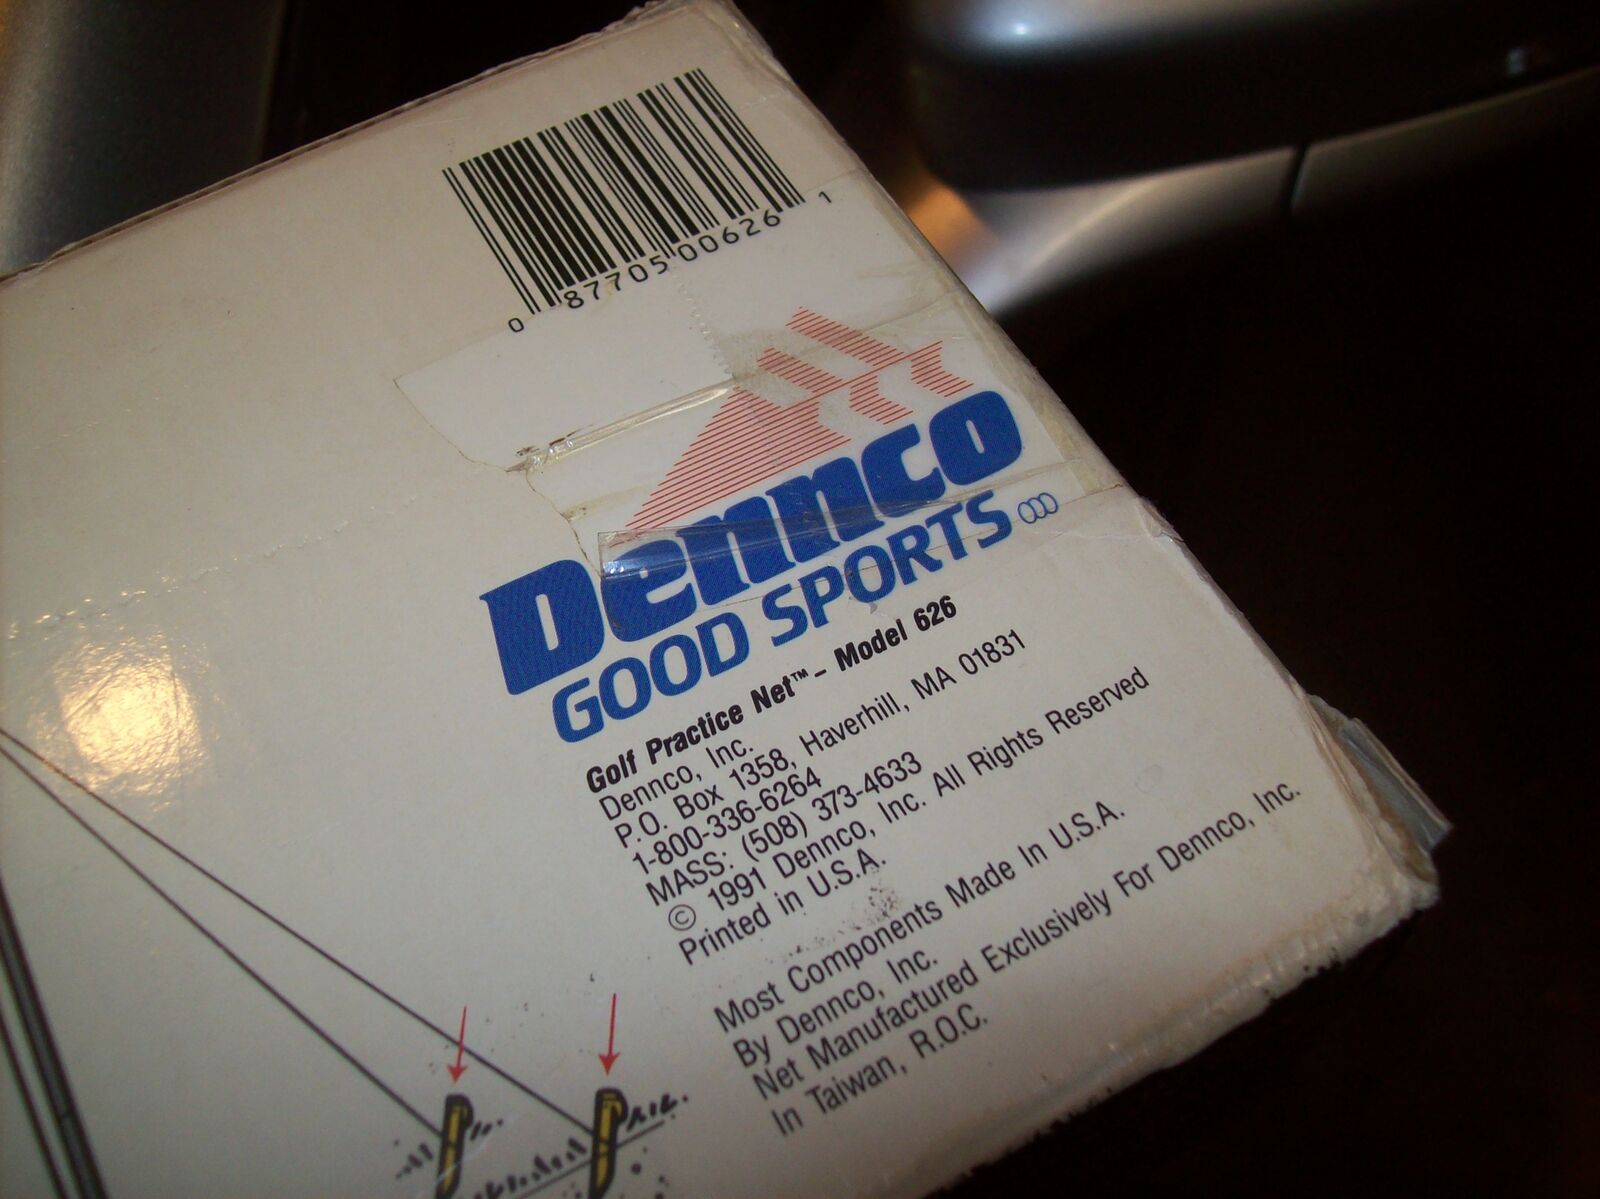 0 87705 00626 1
Dennco
GOOD SPORTS
Golf Practice Net™ – Model 626
Dennco, Inc.
P.O. Box 1358, Haverhill, MA 01831
1-800-336-6264
MASS: (508) 373-4633
© 1991 Dennco, Inc. All Rights Reserved
Printed in U.S.A.
Most Components Made In U.S.A.
By Dennco, Inc.
Net Manufactured Exclusively For Dennco, Inc.
In Taiwan, R.O.C.